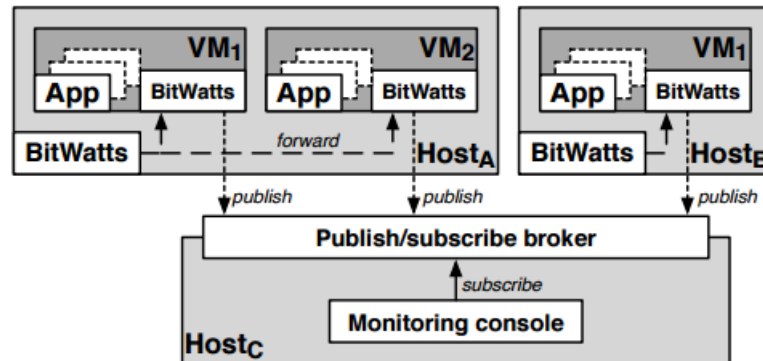 VM1 VM2 VM1
App BitWatts App BitWatts App BitWatts
forward
BitWatts HostA BitWatts HostB
publish publish publish
Publish/subscribe broker
subscribe
Monitoring console
HostC